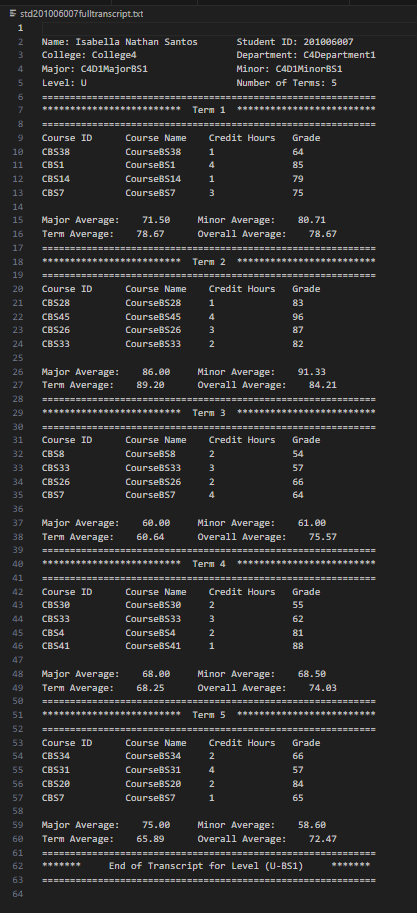 std201006007fulltranscript.txt
1
2 Name: Isabella Nathan Santos Student ID: 201006007
3 College: College4 Department: C4Department1
4 Major: C4D1MajorBS1 Minor: C4D1MinorBS1
5 Level: U Number of Terms: 5
6 ============================================================
7 ************************* Term 1 *************************
8 ============================================================
9 Course ID Course Name Credit Hours Grade
10 CBS38 CourseBS38 1 64
11 CBS1 CourseBS1 4 85
12 CBS14 CourseBS14 1 79
13 CBS7 CourseBS7 3 75
14
15 Major Average: 71.50 Minor Average: 80.71
16 Term Average: 78.67 Overall Average: 78.67
17 ============================================================
18 ************************* Term 2 *************************
19 ============================================================
20 Course ID Course Name Credit Hours Grade
21 CBS28 CourseBS28 1 83
22 CBS45 CourseBS45 4 96
23 CBS26 CourseBS26 3 87
24 CBS33 CourseBS33 2 82
25
26 Major Average: 86.00 Minor Average: 91.33
27 Term Average: 89.20 Overall Average: 84.21
28 ============================================================
29 ************************* Term 3 *************************
30 ============================================================
31 Course ID Course Name Credit Hours Grade
32 CBS8 CourseBS8 2 54
33 CBS33 CourseBS33 3 57
34 CBS26 CourseBS26 2 66
35 CBS7 CourseBS7 4 64
36
37 Major Average: 60.00 Minor Average: 61.00
38 Term Average: 60.64 Overall Average: 75.57
39 ============================================================
40 ************************* Term 4 *************************
41 ============================================================
42 Course ID Course Name Credit Hours Grade
43 CBS30 CourseBS30 2 55
44 CBS33 CourseBS33 3 62
45 CBS4 CourseBS4 2 81
46 CBS41 CourseBS41 1 88
47
48 Major Average: 68.00 Minor Average: 68.50
49 Term Average: 68.25 Overall Average: 74.03
50 ============================================================
51 ************************* Term 5 *************************
52 ============================================================
53 Course ID Course Name Credit Hours Grade
54 CBS34 CourseBS34 2 66
55 CBS31 CourseBS31 4 57
56 CBS20 CourseBS20 2 84
57 CBS7 CourseBS7 1 65
58
59 Major Average: 75.00 Minor Average: 58.60
60 Term Average: 65.89 Overall Average: 72.47
61 ============================================================
62 ******* End of Transcript for Level (U-BS1) *******
63 ============================================================
64